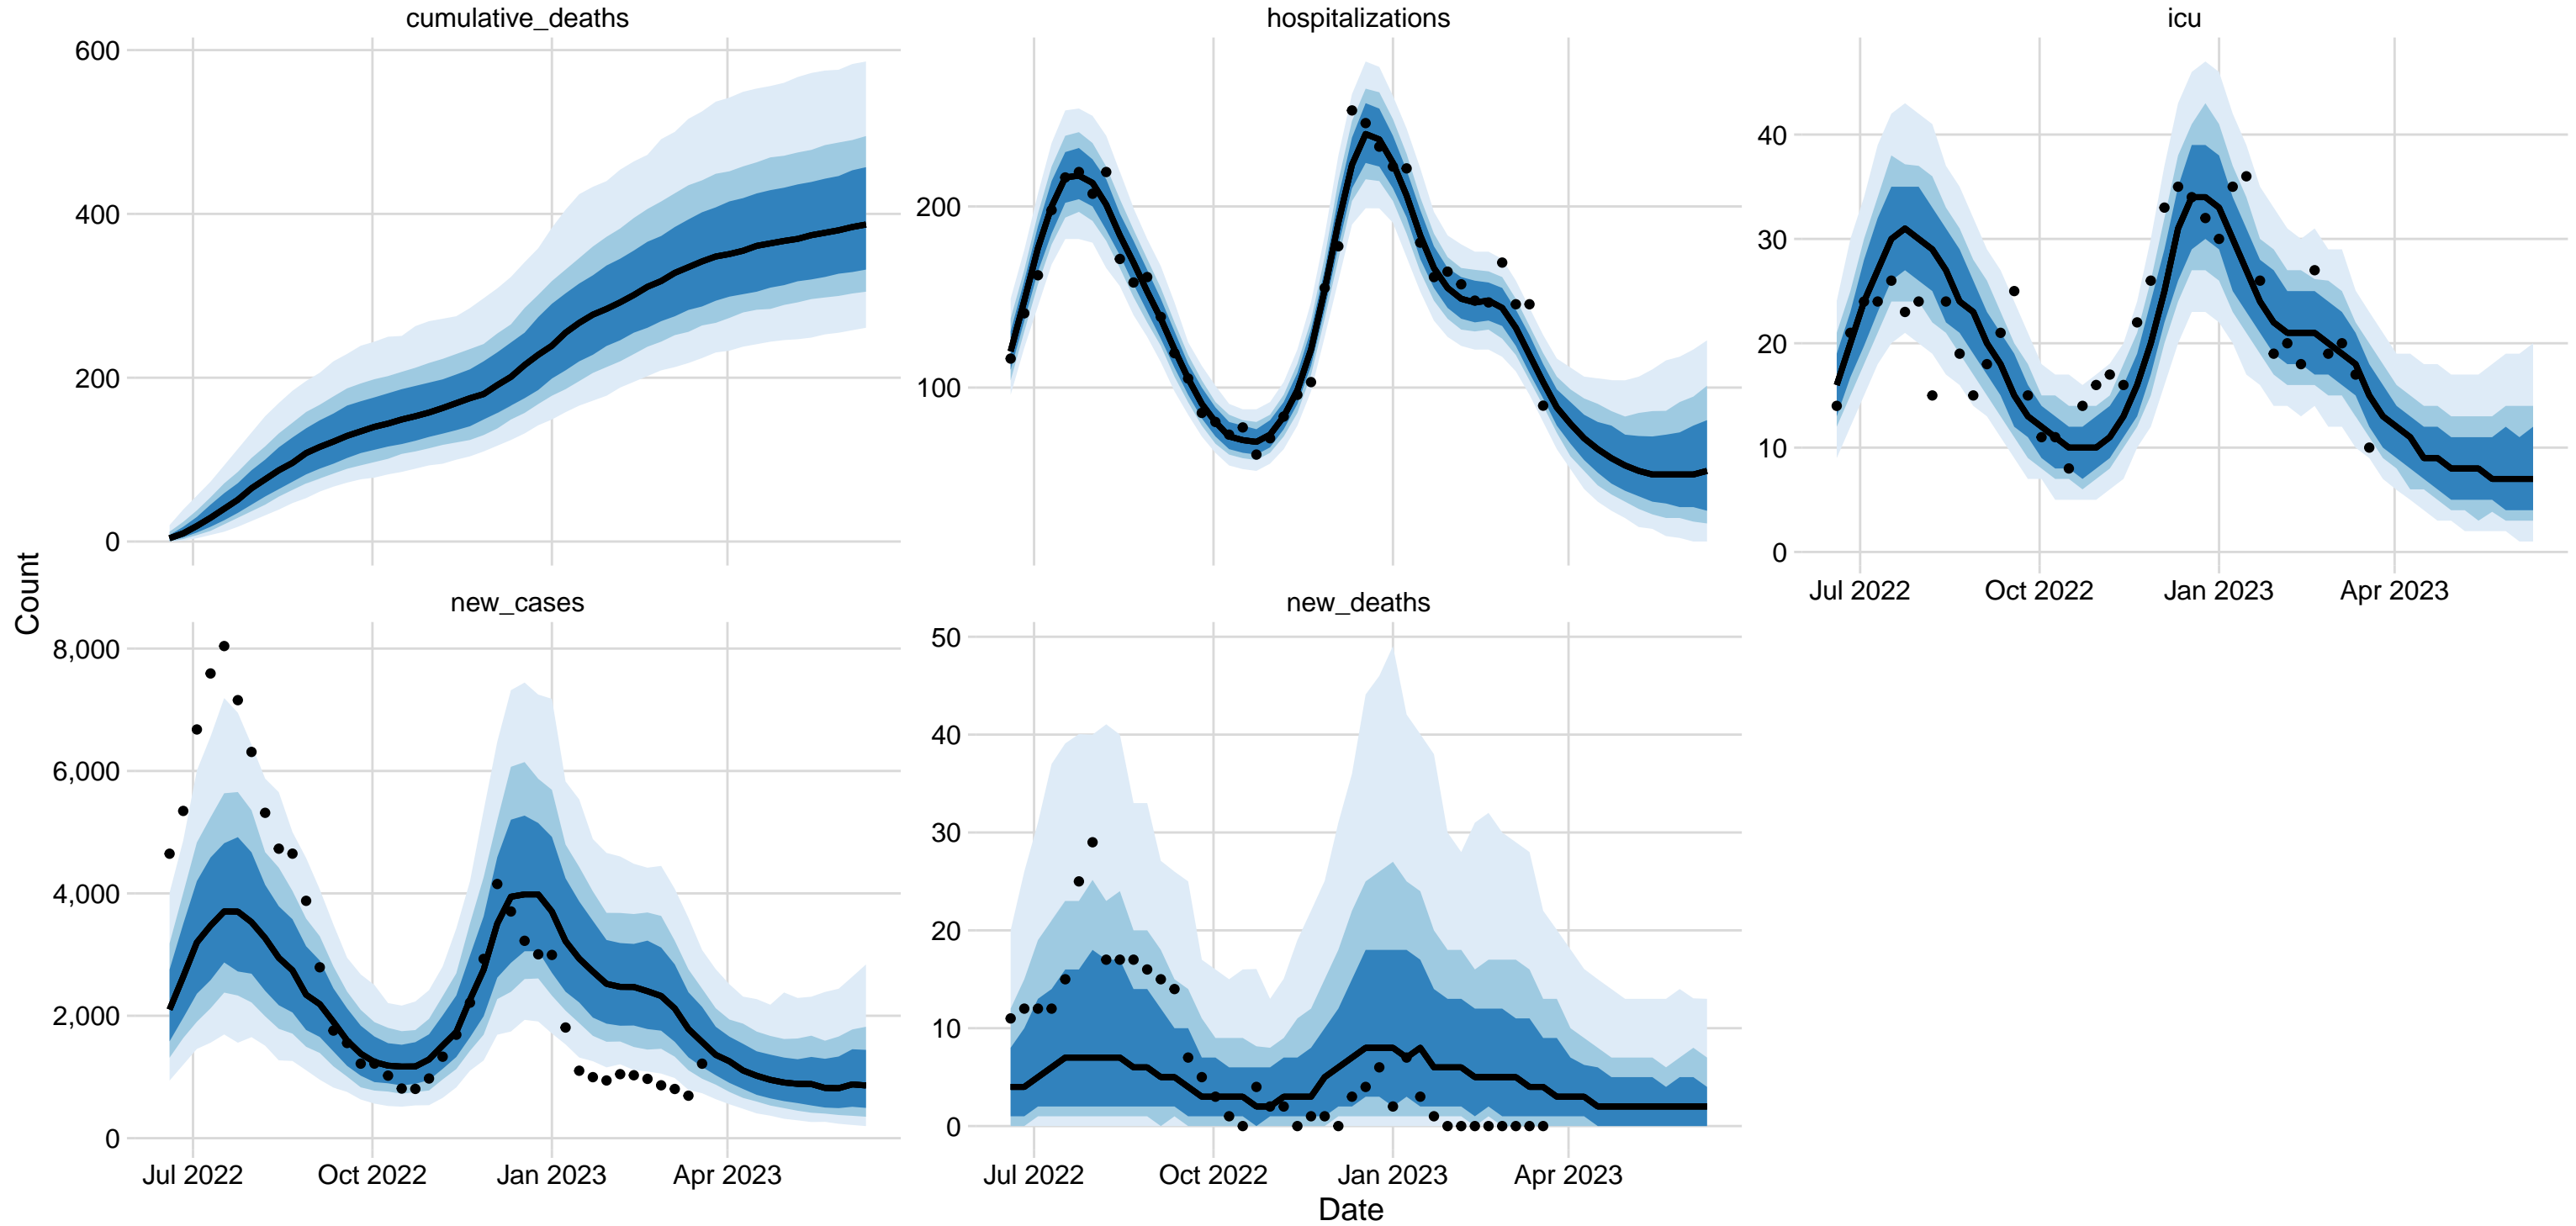 cumulative_deaths
hospitalizations
icu
600
400
200
0
200
100
40
30
20
10
0
Jul 2022
Oct 2022
Jan 2023
Apr 2023
Count
new_cases
new_deaths
8,000
6,000
4,000
2,000
0
50
40
30
20
10
0
Jul 2022
Oct 2022
Jan 2023
Apr 2023
Jul 2022
Oct 2022
Jan 2023
Apr 2023
Date